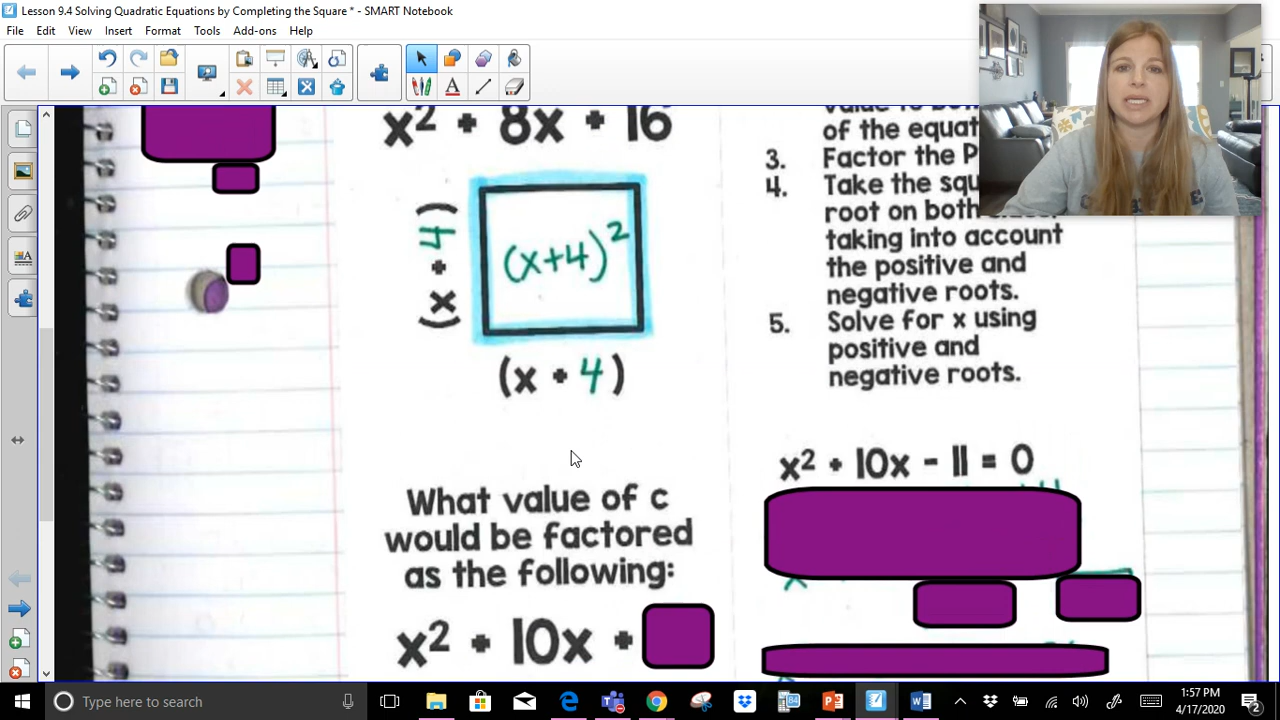 Lesson 9.4 Solving Quadratic Equations by Completing the Square * - SMART Notebook
File Edit View Insert Format Tools Add-ons Help
x² + 8x + 16
(x + 4)
(x+4)²
(x + 4)
What value of c
would be factored
as the following:
x² + 10x +
of the
3. Factor the
4. Take the
root on both
taking into account
the positive and
negative roots.
5. Solve for x using
positive and
negative roots.
x² + 10x - 11 = 0
Type here to search
1:57 PM
4/17/2020
2